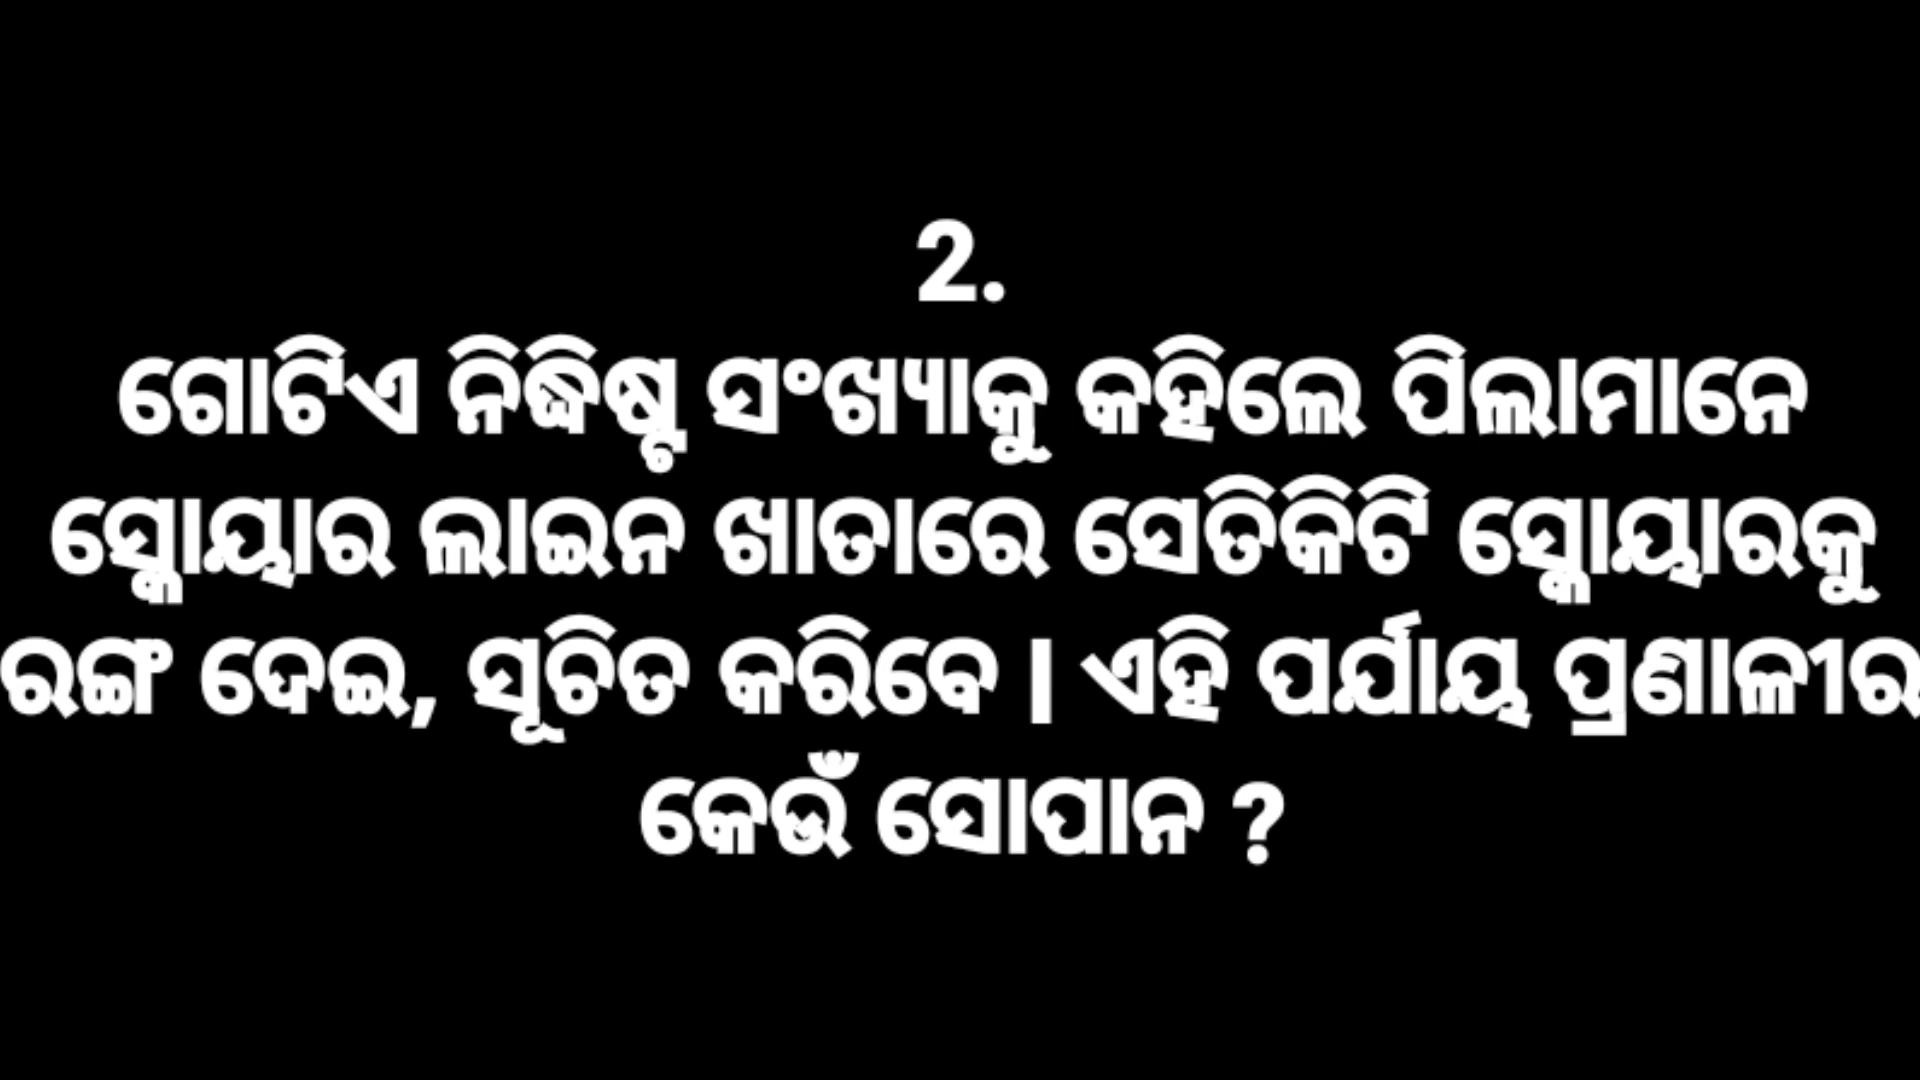 2.
ଗୋଟିଏ ନିଦ୍ଧିଷ୍ଟ ସଂଖ୍ୟାକୁ କହିଲେ ପିଲାମାନେ
ସ୍କୋୟାର ଲାଇନ ଖାତାରେ ସେତିକିଟି ସ୍କୋୟାରକୁ
ରଙ୍ଗ ଦେଇ, ସୂଚିତ କରିବେ | ଏହି ପର୍ଯାୟ ପ୍ରଣାଳୀର
କେଉଁ ସୋପାନ ?